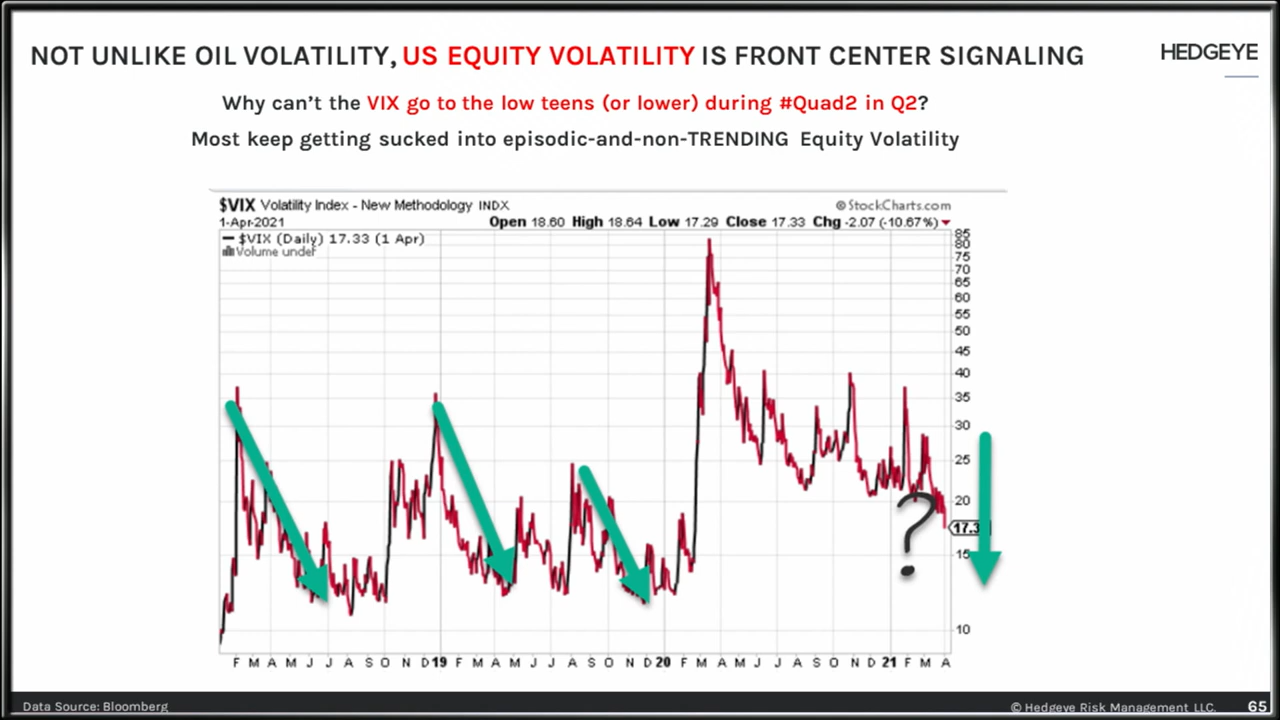 NOT UNLIKE OIL VOLATILITY, US EQUITY VOLATILITY IS FRONT CENTER SIGNALING
HEDGEYE
Why can't the VIX go to the low teens (or lower) during #Quad2 in Q2?
Most keep getting sucked into episodic-and-non-TRENDING Equity Volatility
$VIX Volatility Index - New Methodology INDX
© StockCharts.com
1-Apr-2021
Open 18.60 High 18.64 Low 17.29 Close 17.33 Chg -2.07 (-10.67%)
$VIX (Daily) 17.33 (1 Apr)
Volume undef
85
80
75
70
65
60
55
50
45
40
35
30
25
20
17.3
15
10
?
F M A M J J A S O N D 19 F M A M J J A S O N D 20 F M A M J J A S O N D 21 F M A
Data Source: Bloomberg
© Hedgeye Risk Management LLC.
65